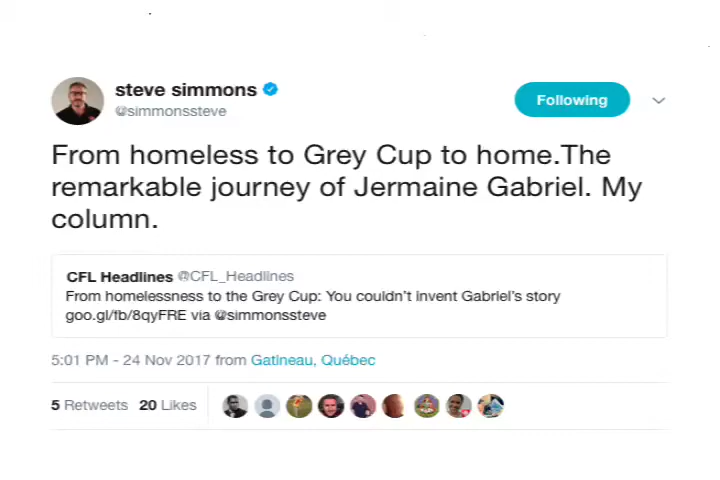 steve simmons
@simmonssteve
Following
From homeless to Grey Cup to home.The
remarkable journey of Jermaine Gabriel. My
column.
CFL Headlines @CFL_Headlines
From homelessness to the Grey Cup: You couldn't invent Gabriel's story
goo.gl/fb/8qyFRE via @simmonssteve
5:01 PM - 24 Nov 2017 from Gatineau, Québec
5 Retweets 20 Likes